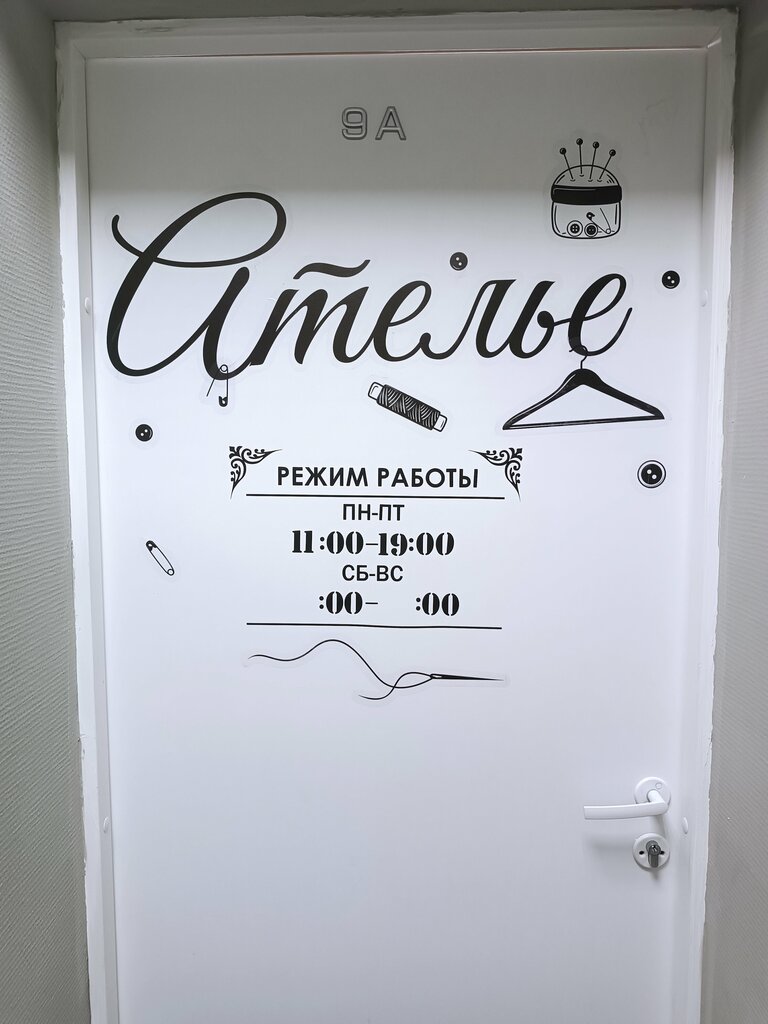 9А
Ателье
РЕЖИМ РАБОТЫ
ПН-ПТ
11:00-19:00
СБ-ВС
:00- :00